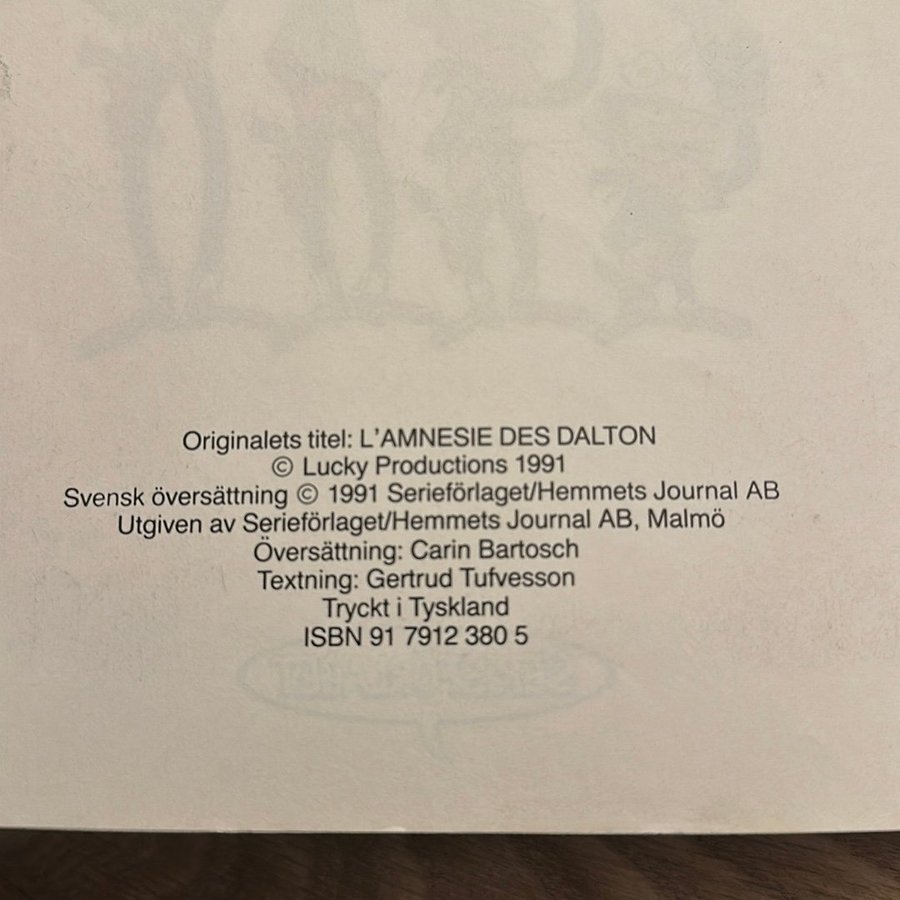 Originalets titel: L'AMNESIE DES DALTON
© Lucky Productions 1991
Svensk översättning © 1991 Serieförlaget/Hemmets Journal AB
Utgiven av Serieförlaget/Hemmets Journal AB, Malmö
Översättning: Carin Bartosch
Textning: Gertrud Tufvesson
Tryckt i Tyskland
ISBN 91 7912 380 5